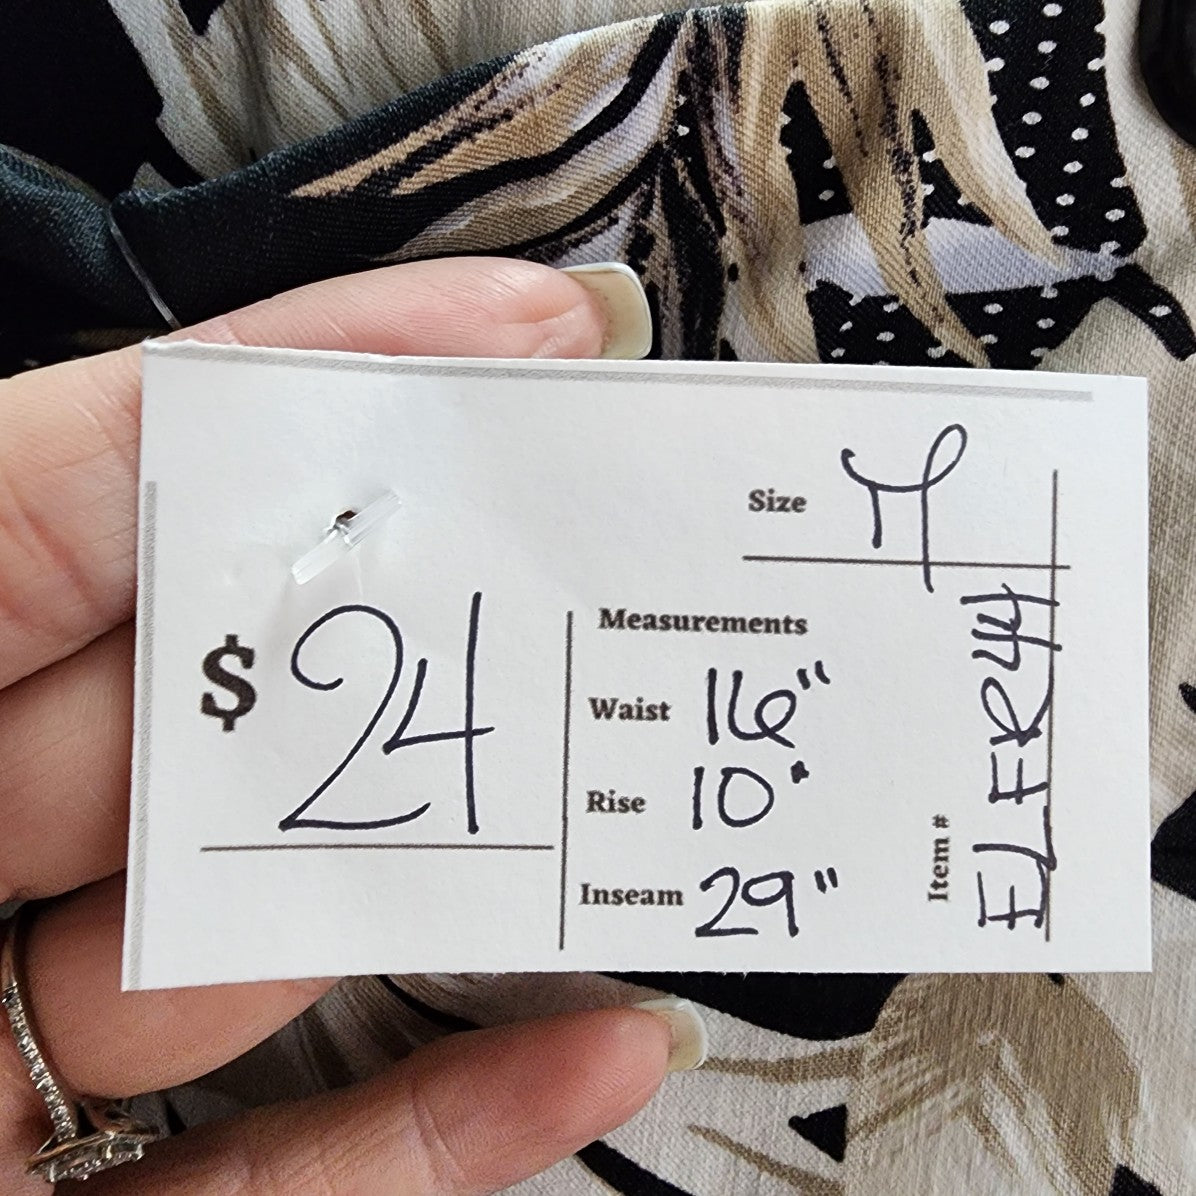 Size
$ 24
Measurements
Waist 16"
Rise 10"
Inseam 29"
Item # ELFR44